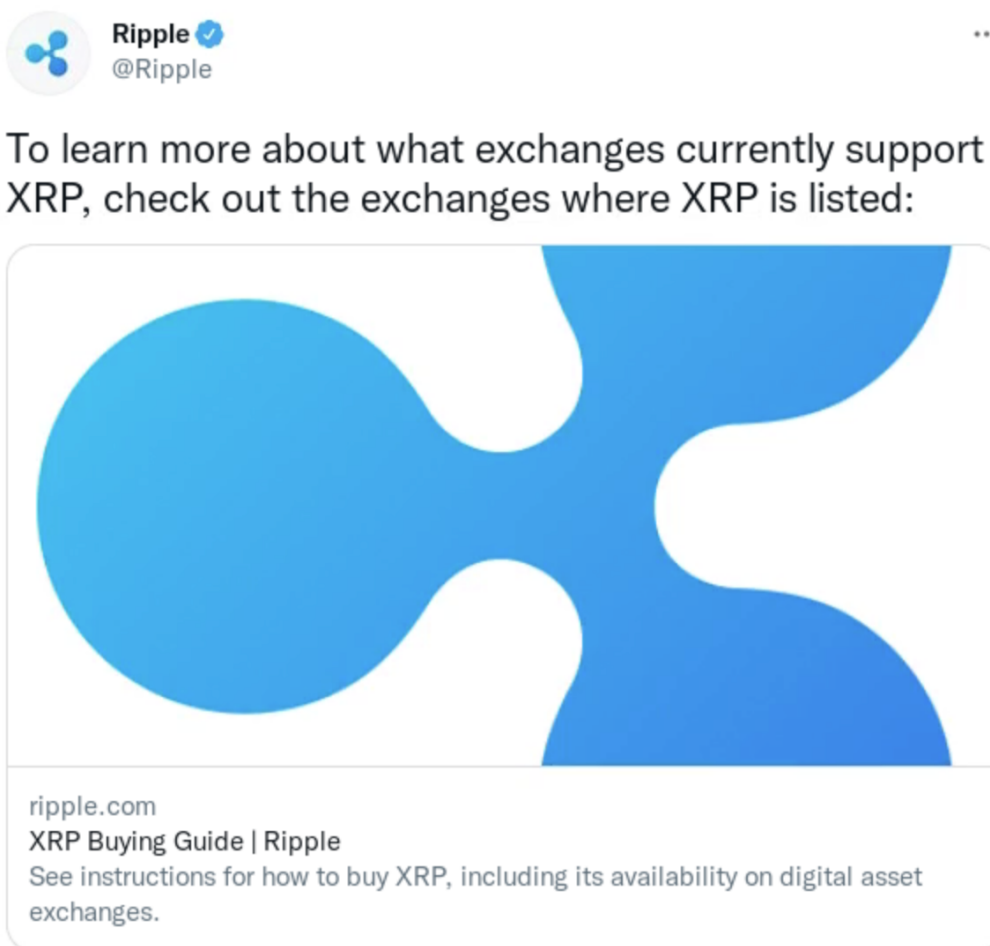 Ripple
@Ripple
To learn more about what exchanges currently support
XRP, check out the exchanges where XRP is listed:
ripple.com
XRP Buying Guide | Ripple
See instructions for how to buy XRP, including its availability on digital asset
exchanges.